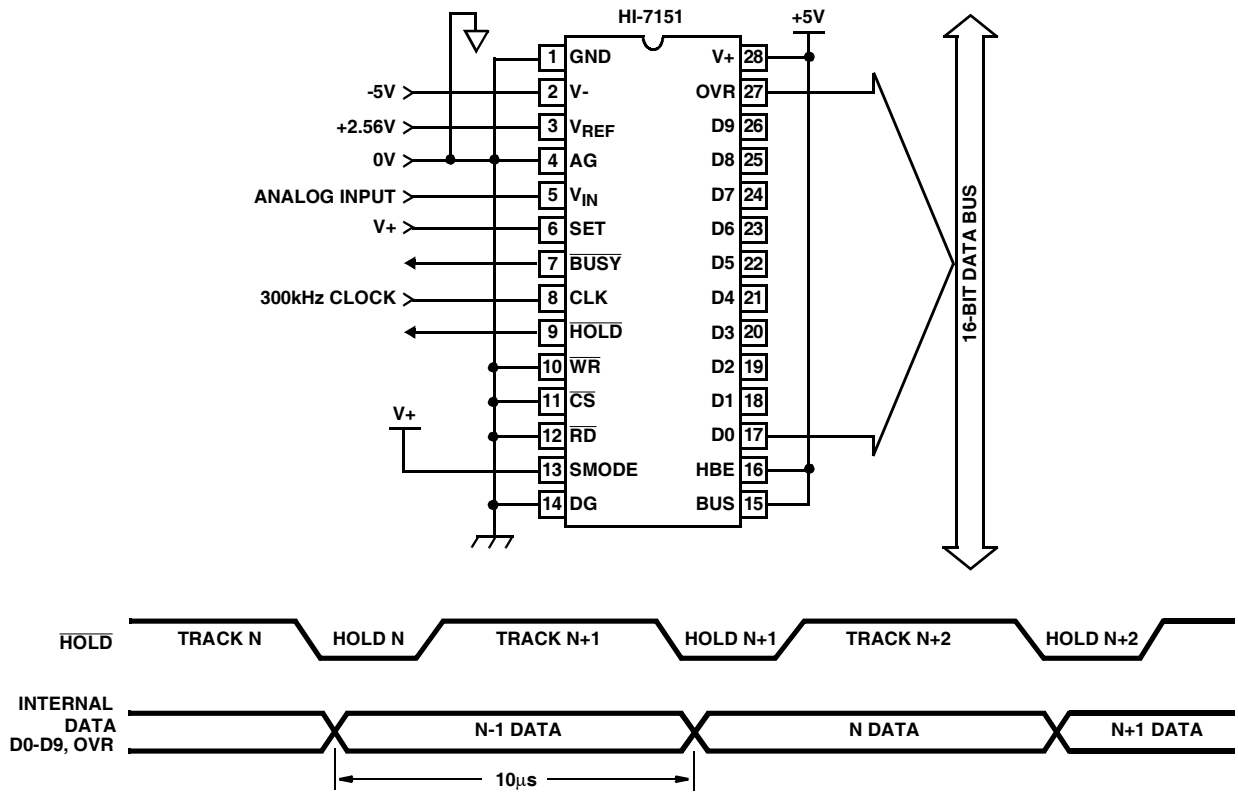 HI-7151
+5V
1 GND
V+ 28
-5V
2 V-
OVR 27
+2.56V
3 VREF
D9 26
0V
4 AG
D8 25
ANALOG INPUT
5 VIN
D7 24
V+
6 SET
D6 23
7 BUSY
D5 22
300kHz CLOCK
8 CLK
D4 21
9 HOLD
D3 20
10 WR
D2 19
11 CS
D1 18
V+
12 RD
D0 17
13 SMODE
HBE 16
14 DG
BUS 15
16-BIT DATA BUS
HOLD
TRACK N
HOLD N
TRACK N+1
HOLD N+1
TRACK N+2
HOLD N+2
INTERNAL
DATA
D0-D9, OVR
N-1 DATA
N DATA
N+1 DATA
10μs